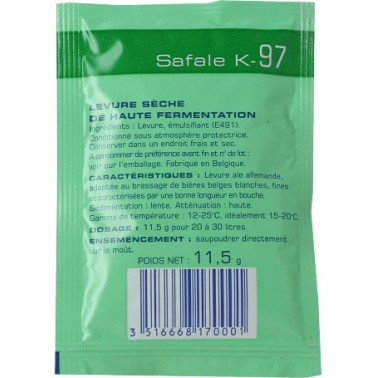 Safale K-97
LEVURE SÈCHE
DE HAUTE FERMENTATION
Ingrédients : Levure, émulsifiant (E491).
Conditionné sous atmosphère protectrice.
Conserver dans un endroit frais et sec.
A consommer de préférence avant fin et n° de lot :
voir sur l'emballage. Fabriqué en Belgique.
CARACTÉRISTIQUES : Levure ale allemande,
adaptée au brassage de bières belges blanches, fines
et caractérisées par une bonne longueur en bouche.
Sédimentation : lente. Atténuation : haute.
Gamme de température : 12-25°C, idéalement 15-20°C.
DOSAGE : 11,5 g pour 20 à 30 litres.
ENSEMENCEMENT : saupoudrer directement
sur le moût.
POIDS NET : 11,5 g
3 516668 170001